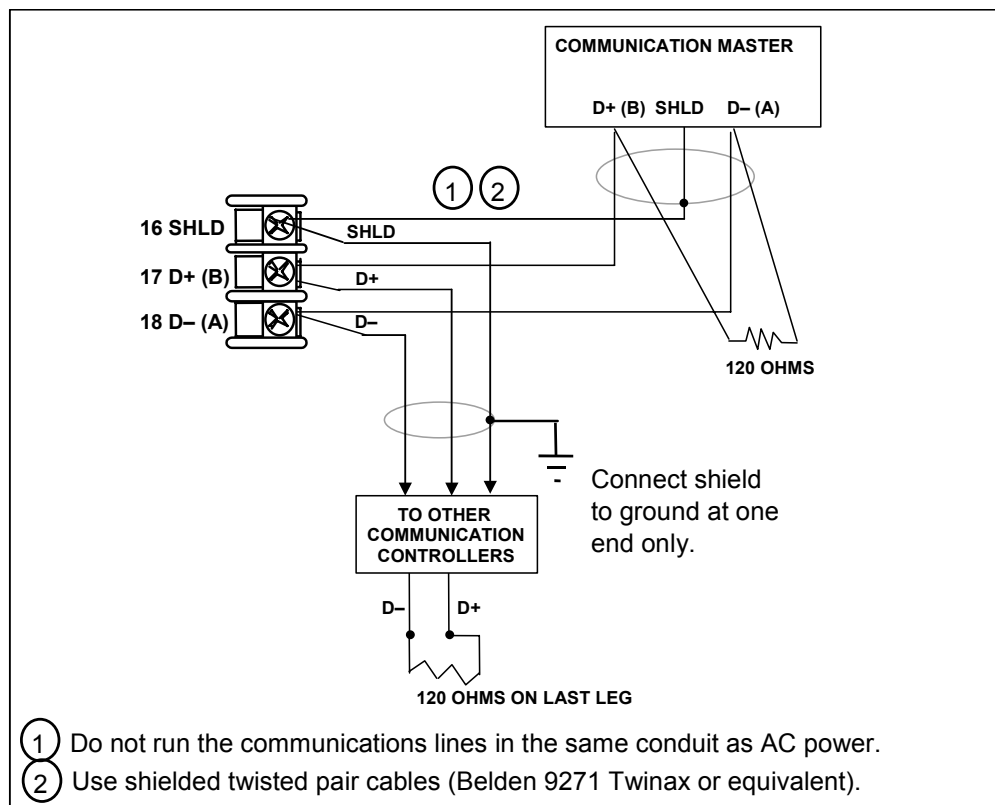 COMMUNICATION MASTER
D+ (B) SHLD D– (A)
1 2
16 SHLD
SHLD
17 D+ (B)
D+
18 D– (A)
D–
120 OHMS
Connect shield
to ground at one
end only.
TO OTHER
COMMUNICATION
CONTROLLERS
D– D+
120 OHMS ON LAST LEG
1 Do not run the communications lines in the same conduit as AC power.
2 Use shielded twisted pair cables (Belden 9271 Twinax or equivalent).